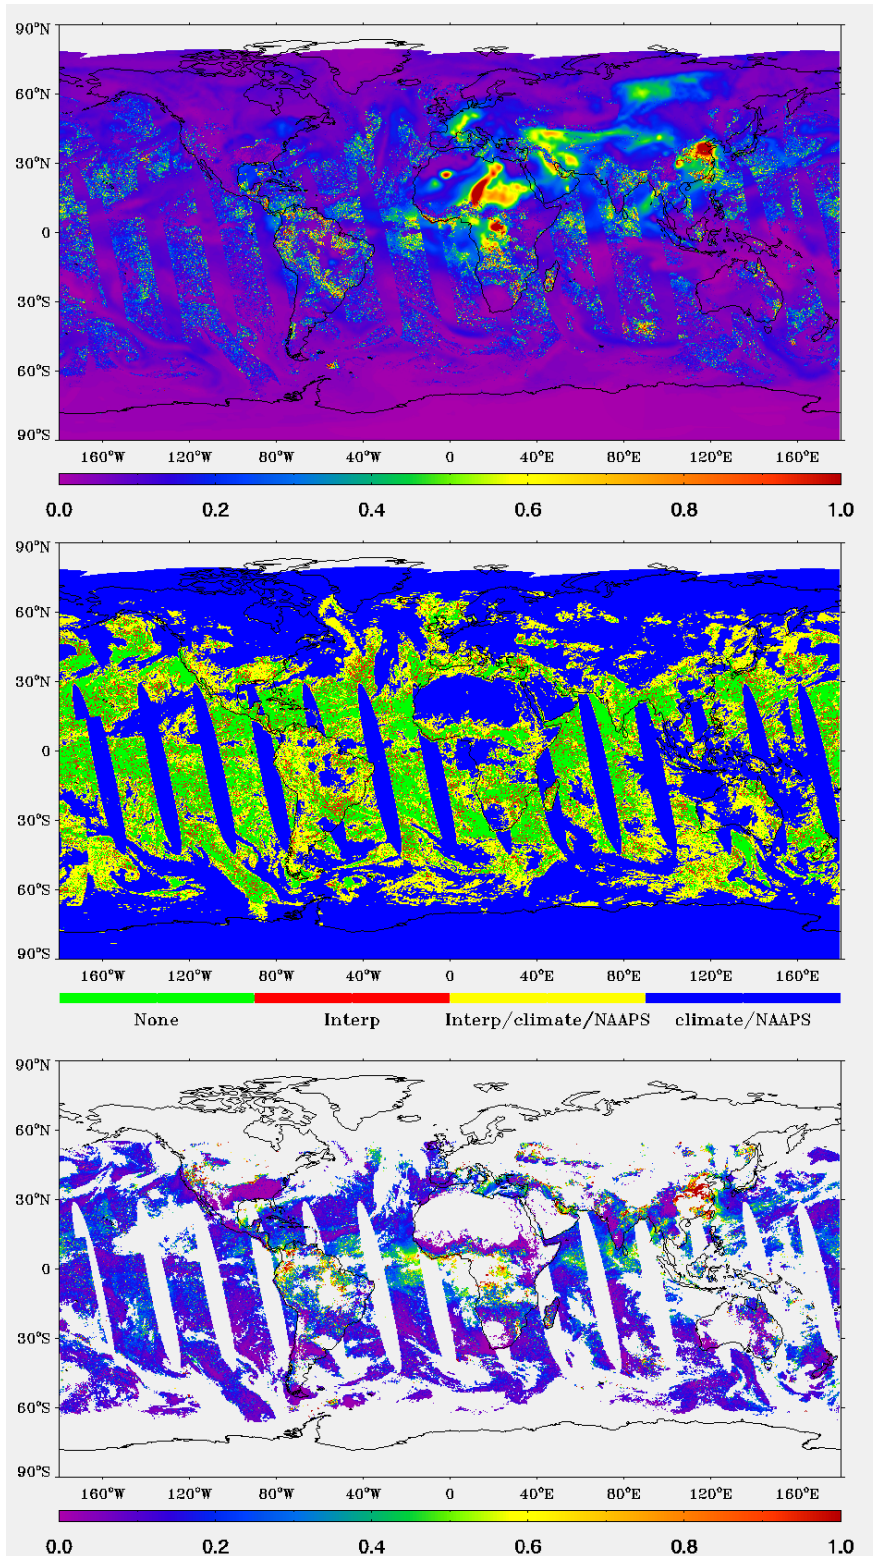 90°N
60°N
30°N
0
30°S
60°S
90°S
160°W 120°W 80°W 40°W 0 40°E 80°E 120°E 160°E
0.0 0.2 0.4 0.6 0.8 1.0
90°N
60°N
30°N
0
30°S
60°S
90°S
160°W 120°W 80°W 40°W 0 40°E 80°E 120°E 160°E
None Interp Interp/climate/NAAPS climate/NAAPS
90°N
60°N
30°N
0
30°S
60°S
90°S
160°W 120°W 80°W 40°W 0 40°E 80°E 120°E 160°E
0.0 0.2 0.4 0.6 0.8 1.0